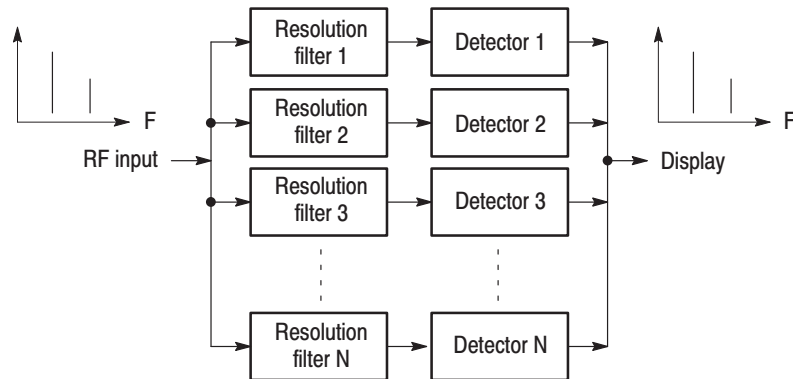 F
RF input
Resolution
filter 1
Detector 1
Resolution
filter 2
Detector 2
Resolution
filter 3
Detector 3
Resolution
filter N
Detector N
F
Display